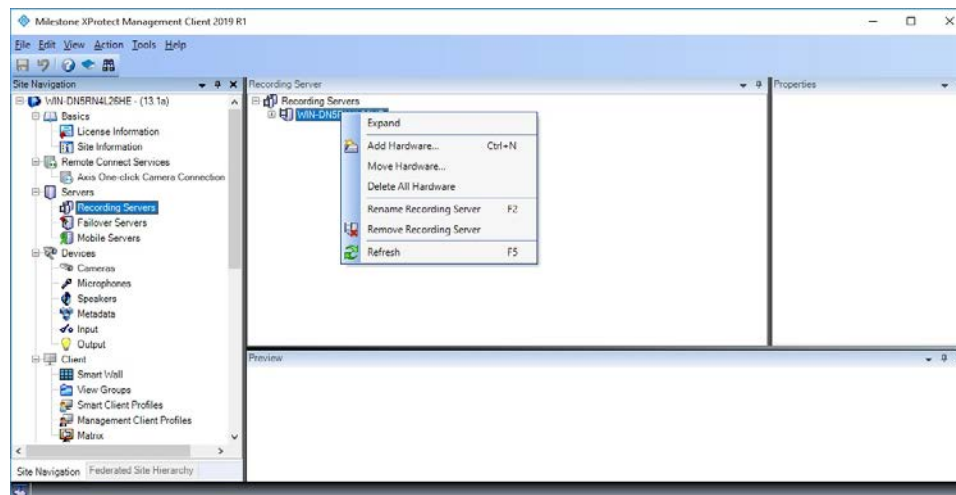 Milestone XProtect Management Client 2019 R1
File Edit View Action Tools Help
Site Navigation
WIN-DN5RN4L26HE - (13.1a)
Basics
License Information
Site Information
Remote Connect Services
Axis One-click Camera Connection
Servers
Recording Servers
Failover Servers
Mobile Servers
Devices
Cameras
Microphones
Speakers
Metadata
Input
Output
Client
Smart Wall
View Groups
Smart Client Profiles
Management Client Profiles
Matrix
Site Navigation Federated Site Hierarchy
Recording Server
Recording Servers
Expand
Add Hardware... Ctrl+N
Move Hardware...
Delete All Hardware
Rename Recording Server F2
Remove Recording Server
Refresh F5
Properties
Preview